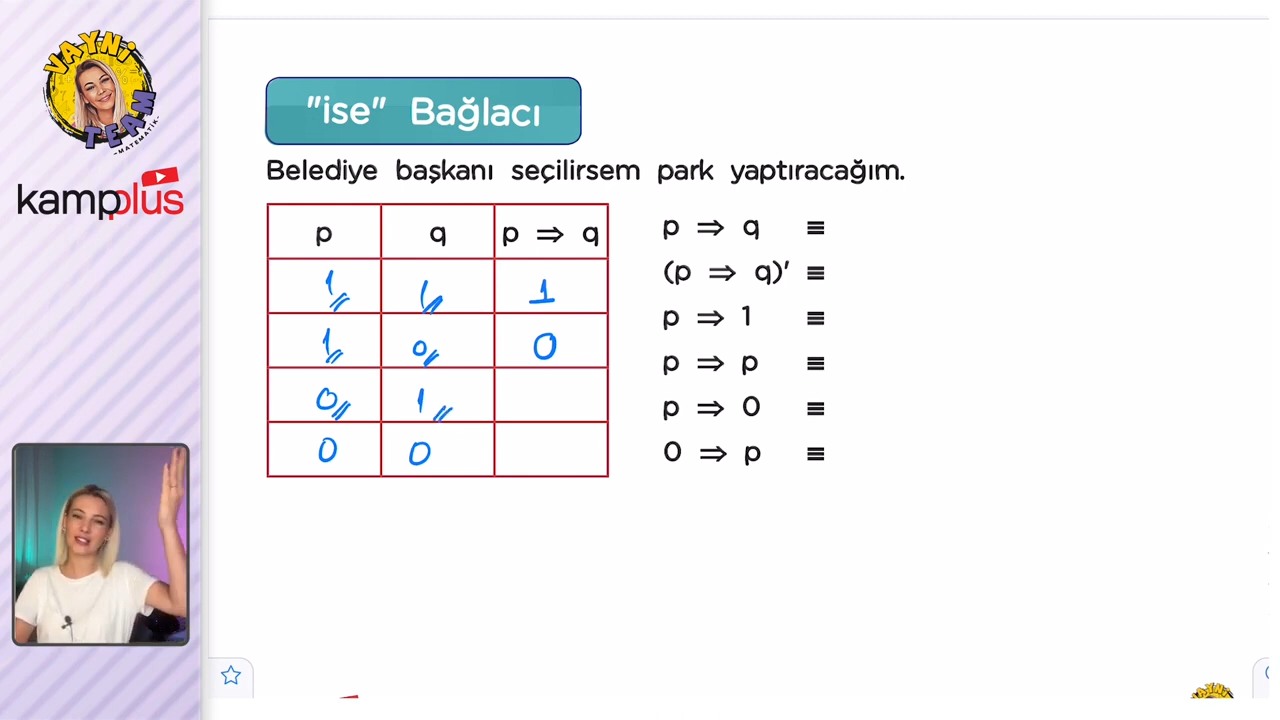 VAYNİ
TEAM
-MATEMATİK-
kampplus
"ise" Bağlacı
Belediye başkanı seçilirsem park yaptıracağım.
p q p ⇒ q
1 1 1
1 0 0
0 1
0 0
p ⇒ q ≡
(p ⇒ q)' ≡
p ⇒ 1 ≡
p ⇒ p ≡
p ⇒ 0 ≡
0 ⇒ p ≡
VAYNİ